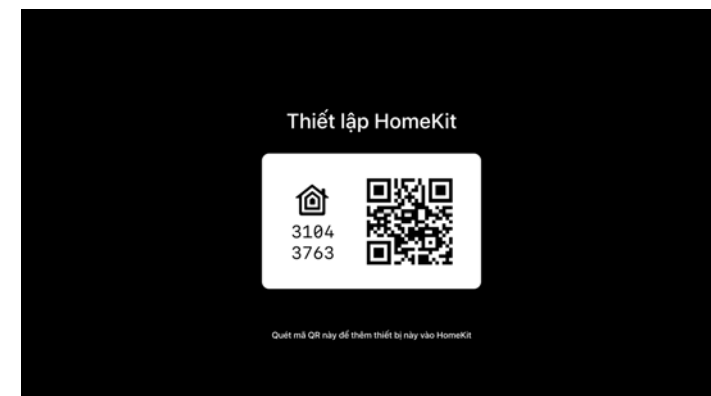 Thiết lập HomeKit
3104
3763
Quét mã QR này để thêm thiết bị này vào HomeKit